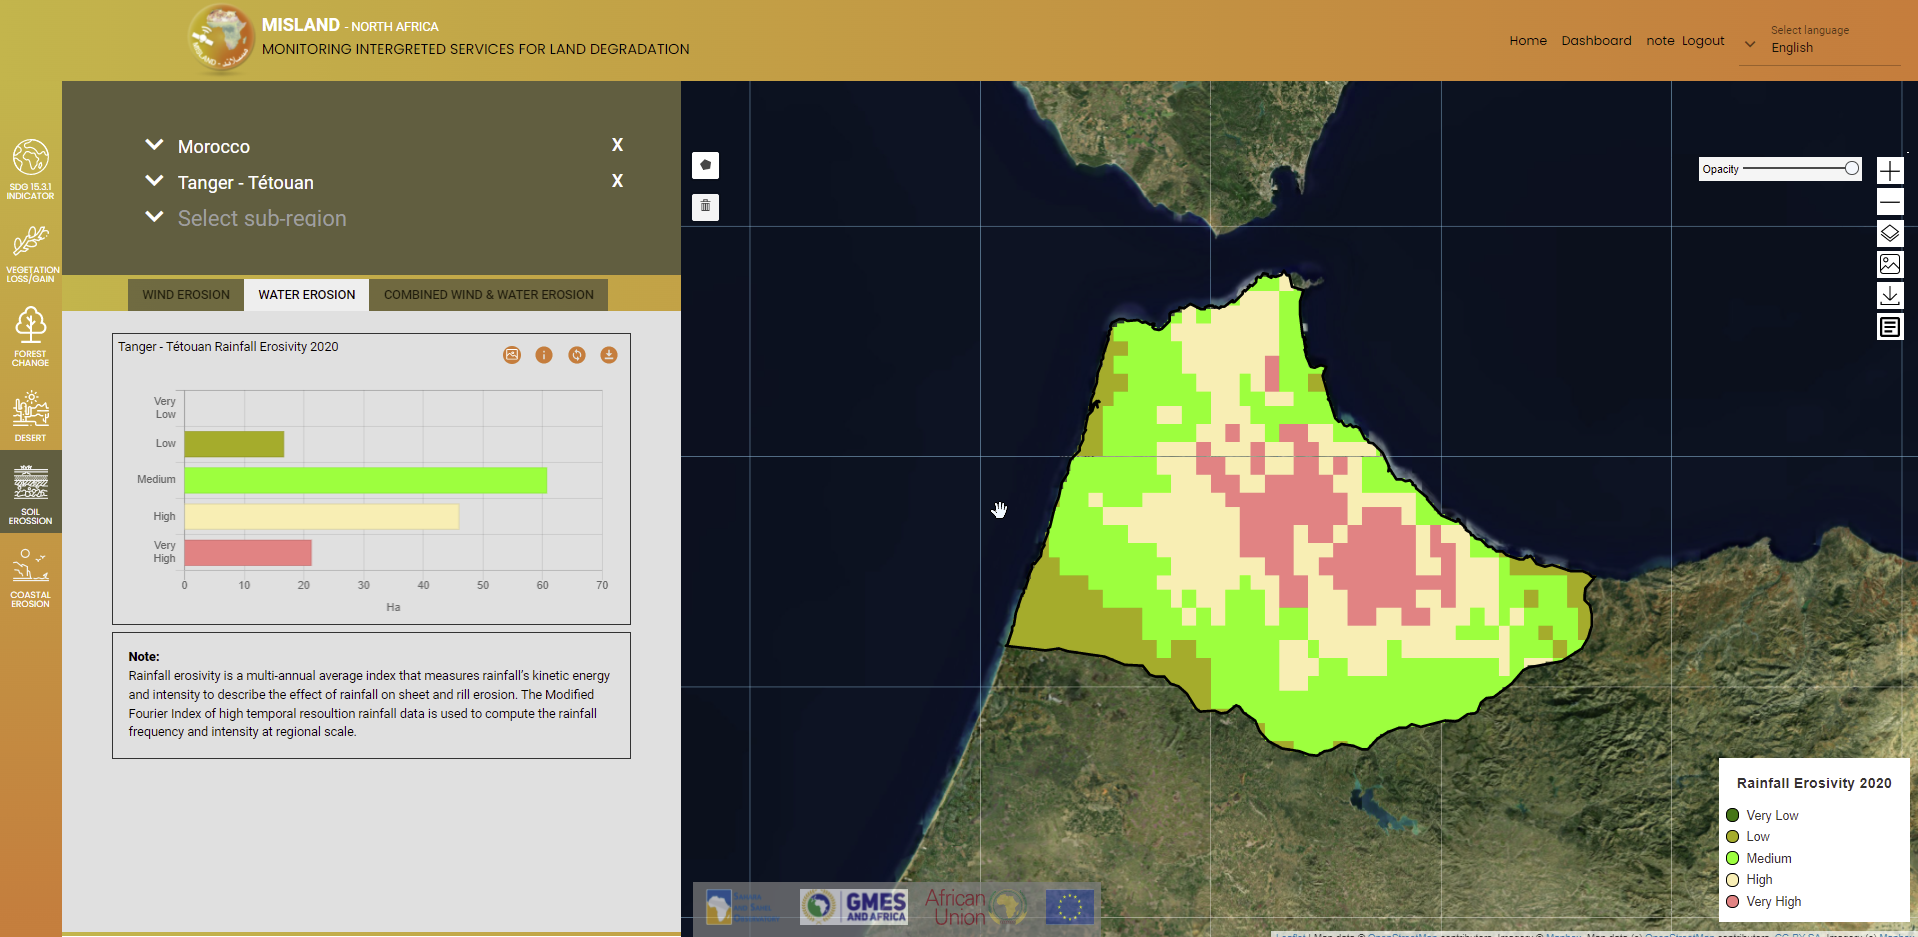 MISLAND - NORTH AFRICA
MONITORING INTERGRETED SERVICES FOR LAND DEGRADATION
Home Dashboard note Logout
Select language
English
SDG 15.3.1
INDICATOR
VEGETATION
LOSS/GAIN
FOREST
CHANGE
DESERT
SOIL
EROSSION
COASTAL
EROSION
Morocco X
Tanger - Tétouan X
Select sub-region
WIND EROSION WATER EROSION COMBINED WIND & WATER EROSION
Tanger - Tétouan Rainfall Erosivity 2020
Very
Low
Low
Medium
High
Very
High
0 10 20 30 40 50 60 70
Ha
Note:
Rainfall erosivity is a multi-annual average index that measures rainfall's kinetic energy
and intensity to describe the effect of rainfall on sheet and rill erosion. The Modified
Fourier Index of high temporal resoultion rainfall data is used to compute the rainfall
frequency and intensity at regional scale.
Opacity
Rainfall Erosivity 2020
Very Low
Low
Medium
High
Very High
GMES
AND AFRICA
African
Union